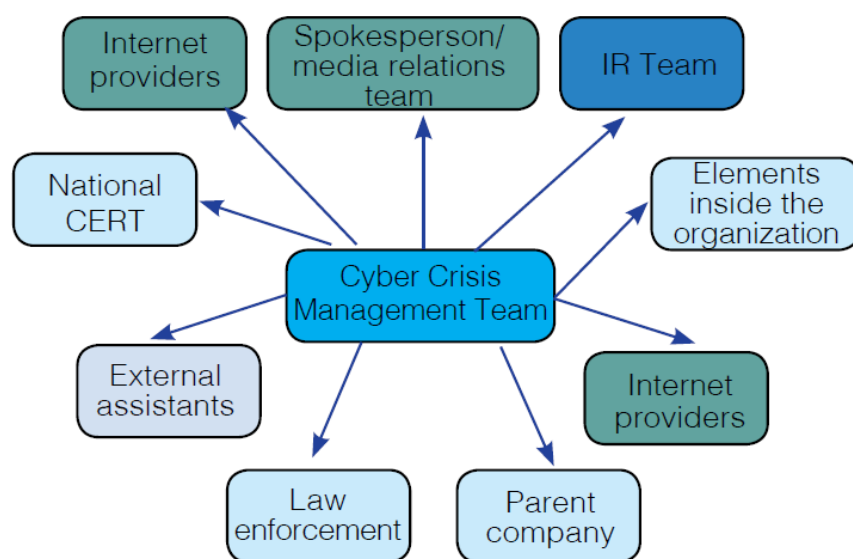 Internet
providers
Spokesperson/
media relations
team
IR Team
National
CERT
Elements
inside the
organization
Cyber Crisis
Management Team
External
assistants
Internet
providers
Law
enforcement
Parent
company